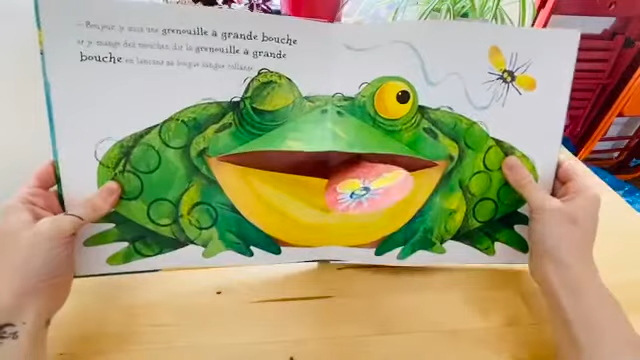 – Bonjour, je suis une grenouille à grande bouche
et je mange des mouches, dit la grenouille à grande
bouche en lançant sa longue langue collante.